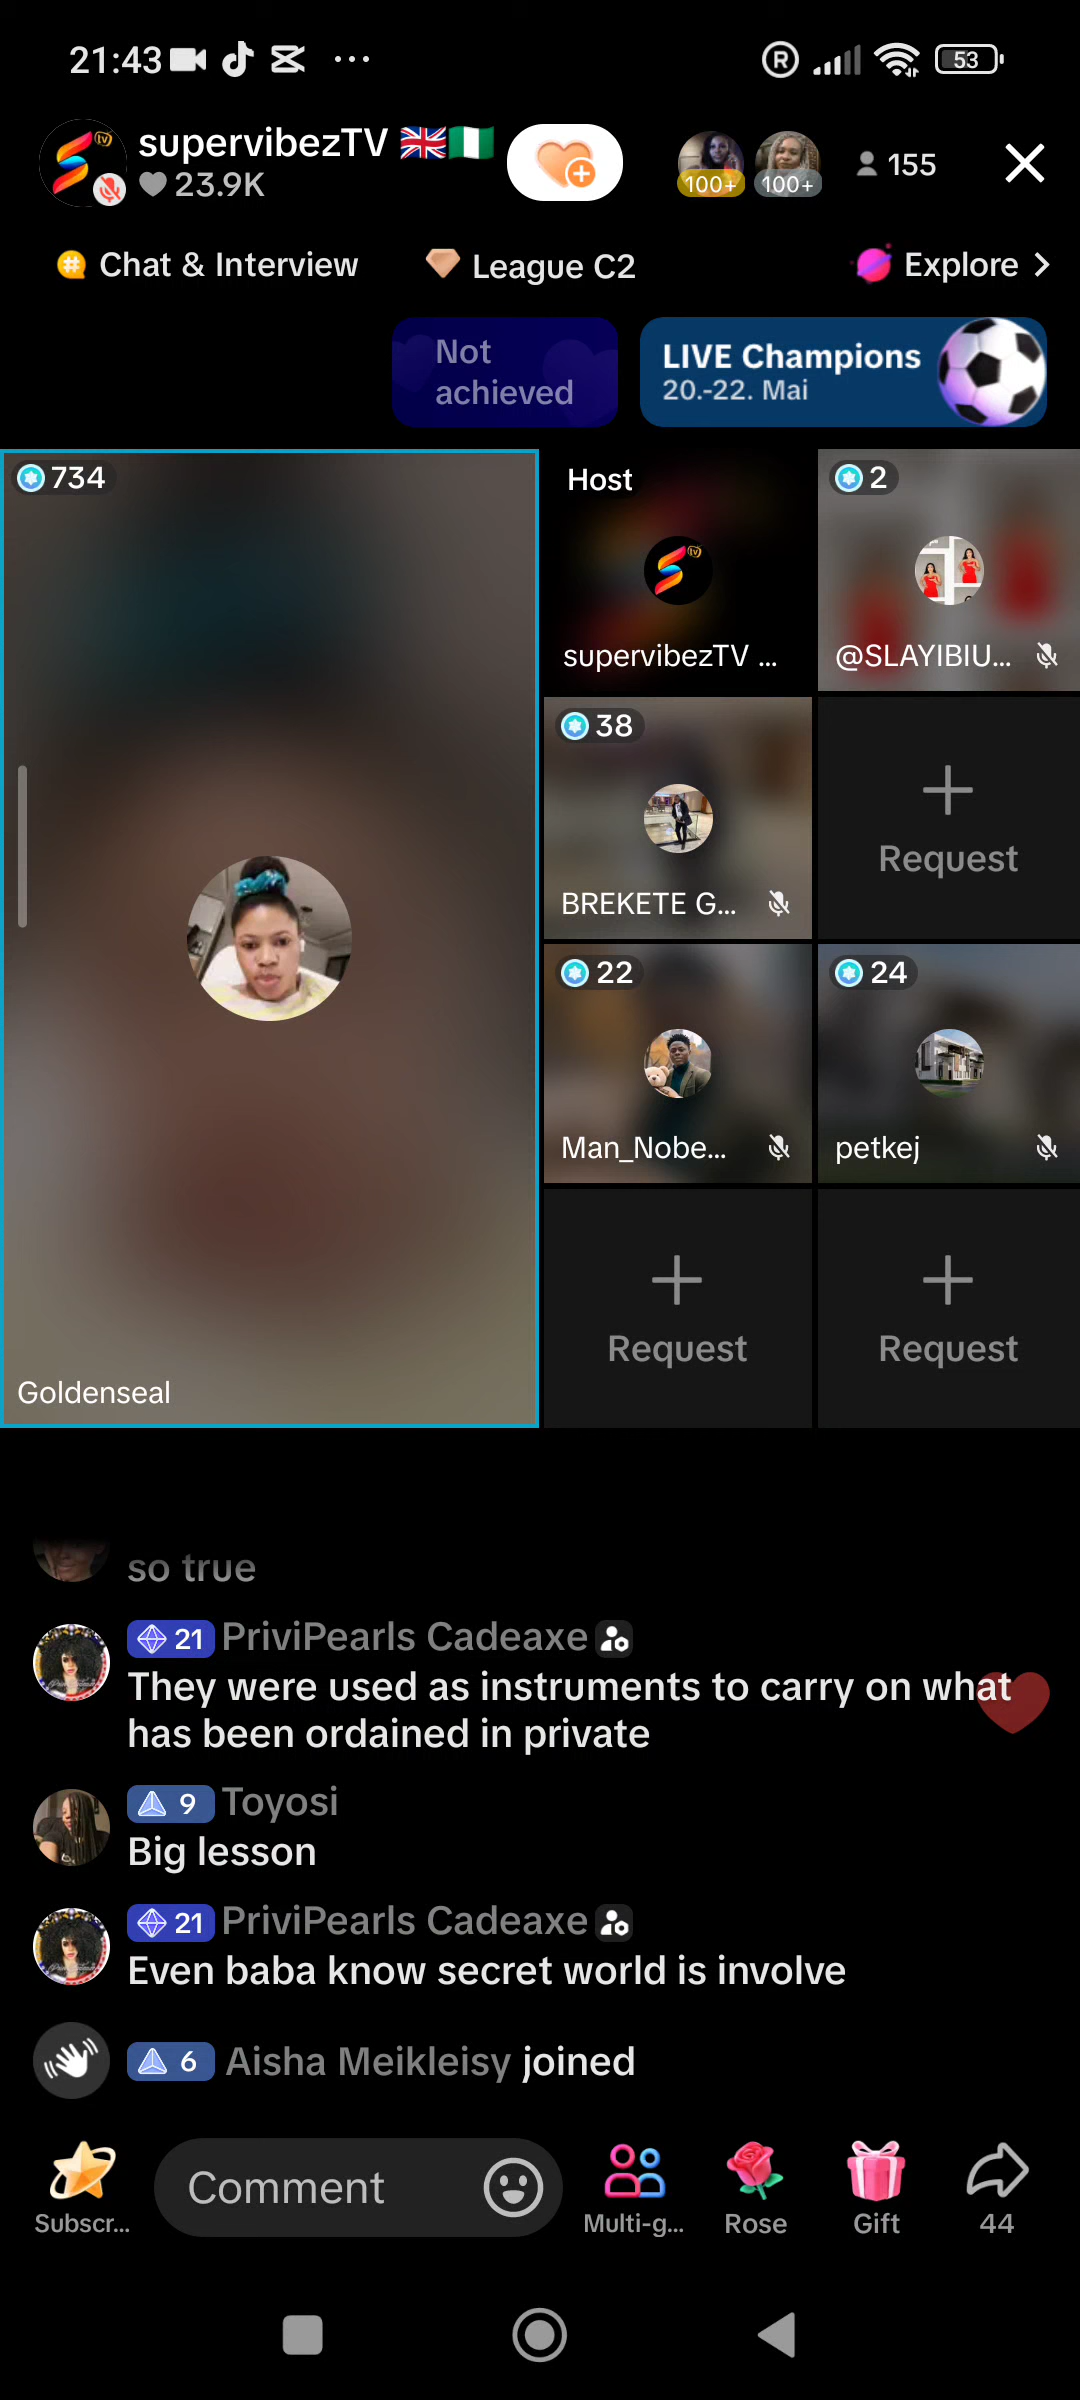 21:43
53
supervibezTV 🇬🇧🇳🇬
23.9K
100+
100+
155
Chat & Interview
League C2
Explore
Not
achieved
LIVE Champions
20.-22. Mai
734
Goldenseal
Host
supervibezTV ...
2
@SLAYIBIU...
38
BREKETE G...
Request
22
Man_Nobe...
24
petkej
Request
Request
so true
21 PriviPearls Cadeaxe
They were used as instruments to carry on what
has been ordained in private
9 Toyosi
Big lesson
21 PriviPearls Cadeaxe
Even baba know secret world is involve
6 Aisha Meikleisy joined
Subscr...
Comment
Multi-g...
Rose
Gift
44